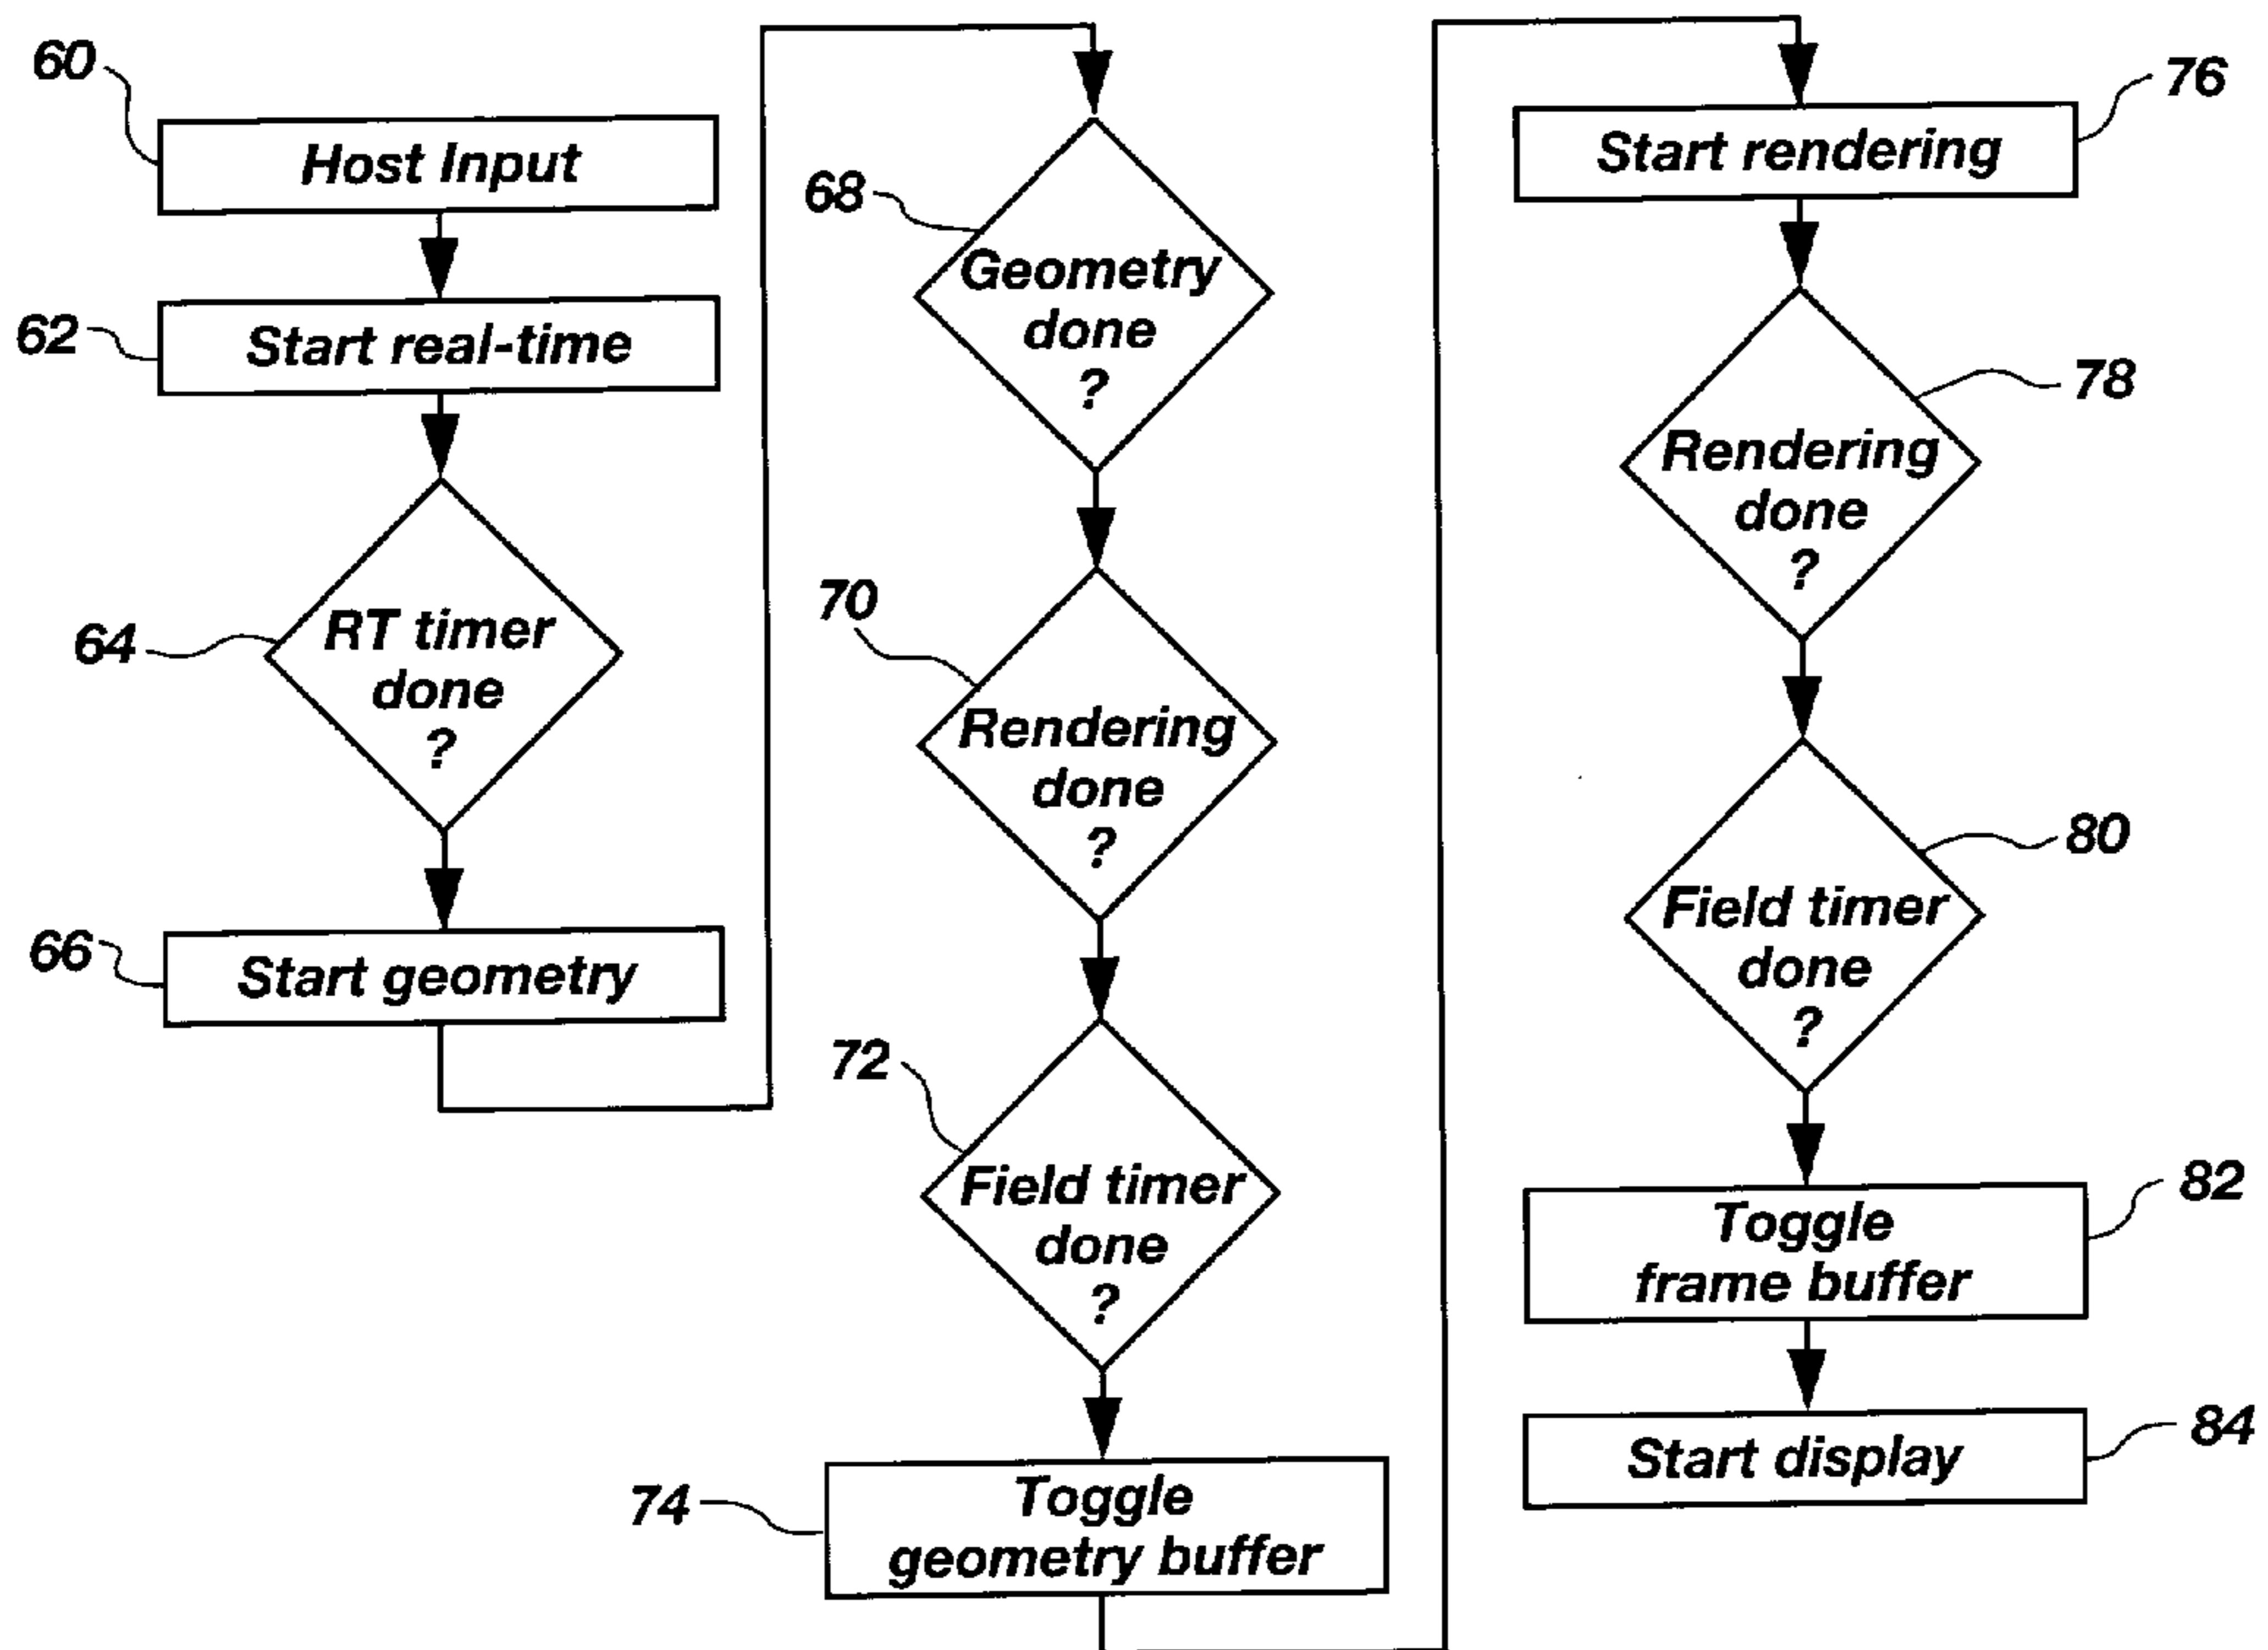 60
Host Input
62
Start real-time
64
RT timer
done
?
66
Start geometry
68
Geometry
done
?
70
Rendering
done
?
72
Field timer
done
?
74
Toggle
geometry buffer
76
Start rendering
78
Rendering
done
?
80
Field timer
done
?
82
Toggle
frame buffer
84
Start display